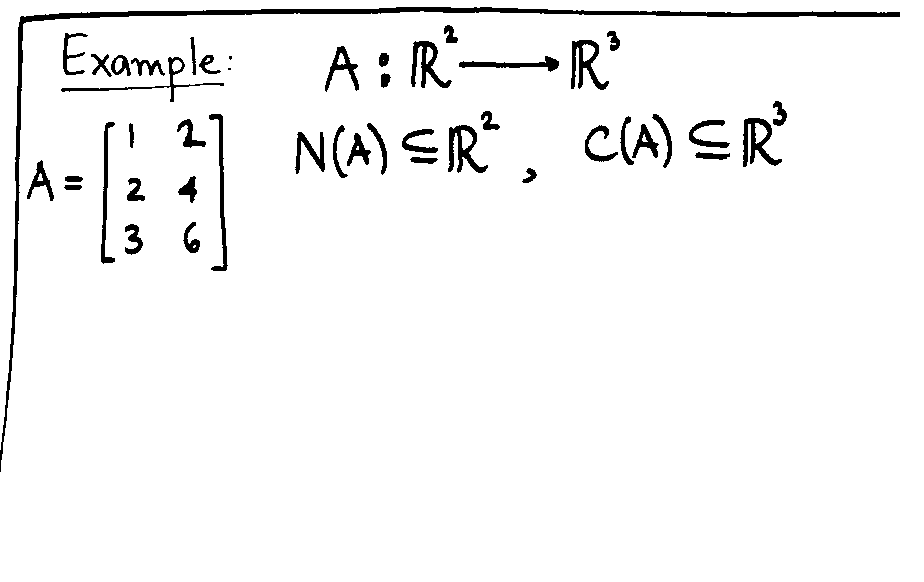 Example: A : ℝ² ⟶ ℝ³
N(A) ⊆ ℝ² , C(A) ⊆ ℝ³
A = [1 2
2 4
3 6]